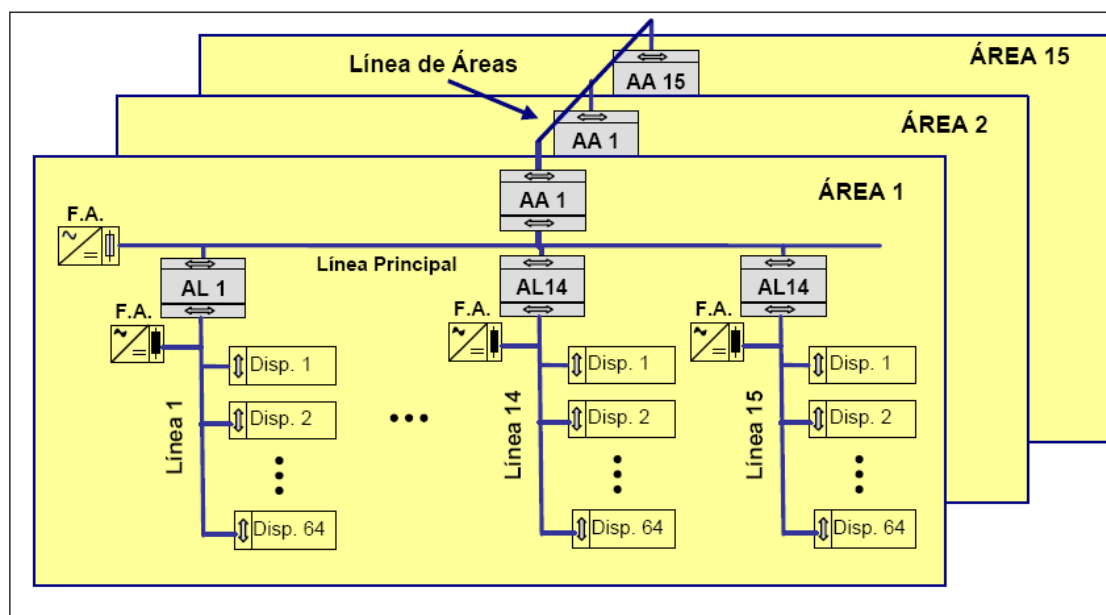 ÁREA 15
Línea de Áreas
AA 15
ÁREA 2
AA 1
ÁREA 1
AA 1
F.A.
Línea Principal
AL 1
AL14
AL14
F.A.
F.A.
F.A.
Línea 1
Disp. 1
Disp. 2
Disp. 64
Línea 14
Disp. 1
Disp. 2
Disp. 64
Línea 15
Disp. 1
Disp. 2
Disp. 64